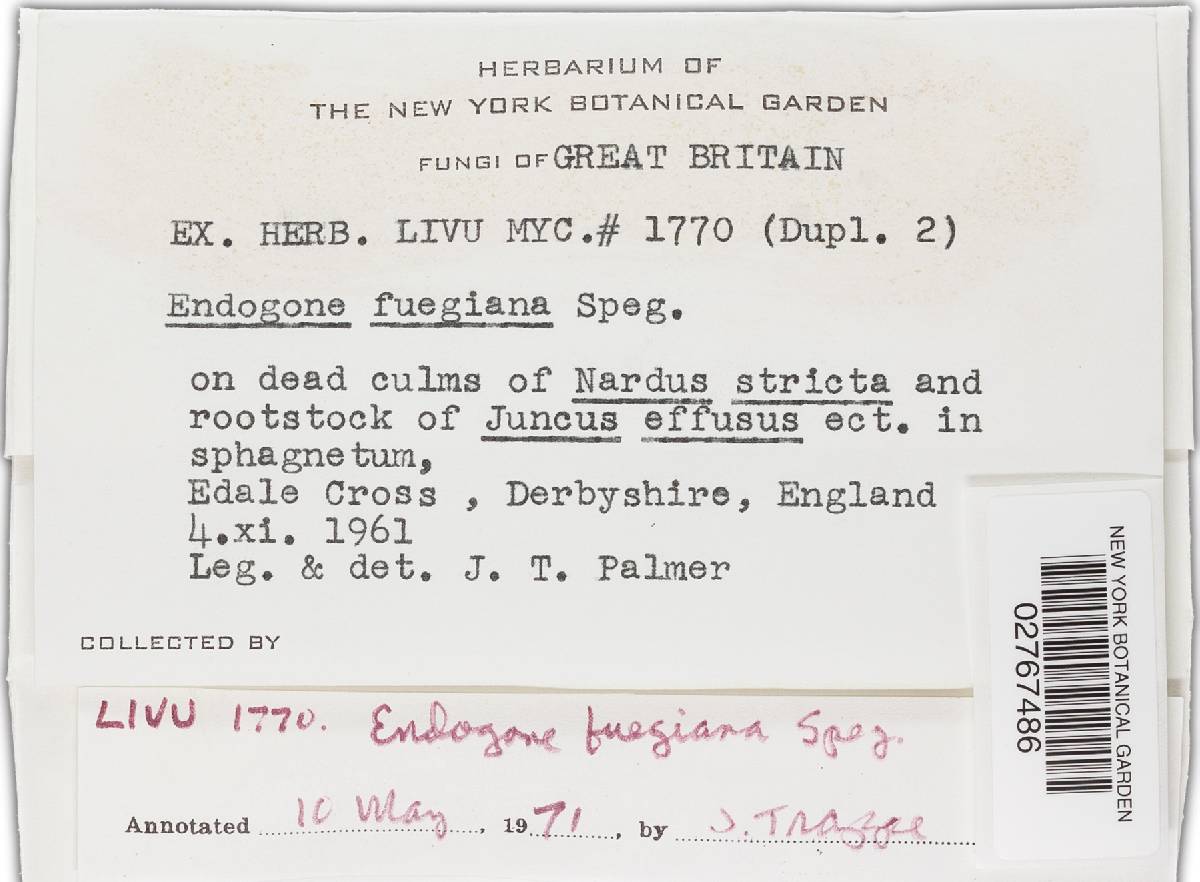 HERBARIUM OF
THE NEW YORK BOTANICAL GARDEN
FUNGI OF GREAT BRITAIN
EX. HERB. LIVU MYC.# 1770 (Dupl. 2)
Endogone fuegiana Speg.
on dead culms of Nardus stricta and
rootstock of Juncus effusus ect. in
sphagnetum,
Edale Cross , Derbyshire, England
4.xi. 1961
Leg. & det. J. T. Palmer
COLLECTED BY
LIVU 1770. Endogone fuegiana Speg.
Annotated 10 May, 1971, by J. Trappe
NEW YORK BOTANICAL GARDEN
02767486